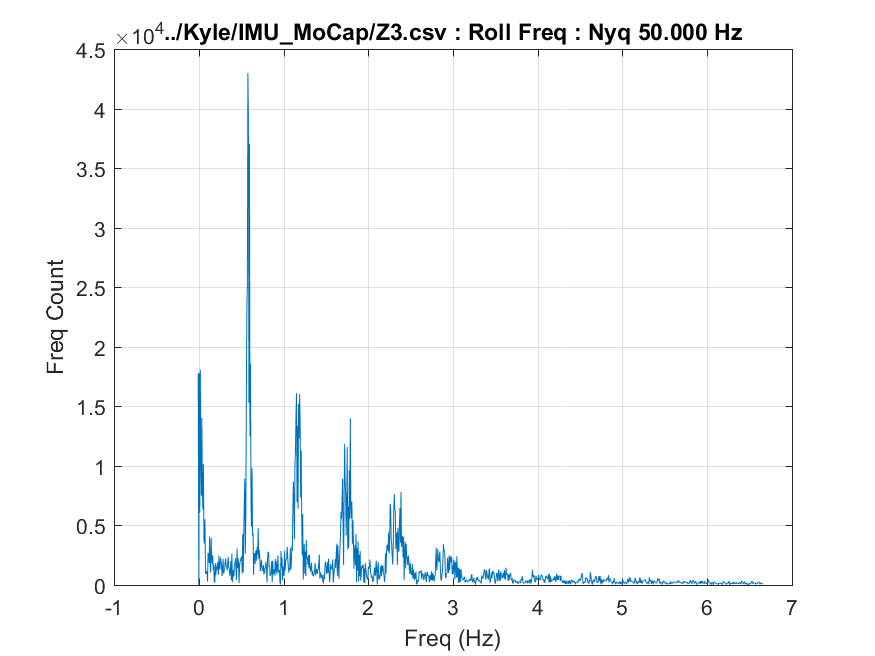 ×10⁴../Kyle/IMU_MoCap/Z3.csv : Roll Freq : Nyq 50.000 Hz
4.5
4
3.5
3
2.5
2
1.5
1
0.5
0
Freq Count
-1 0 1 2 3 4 5 6 7
Freq (Hz)